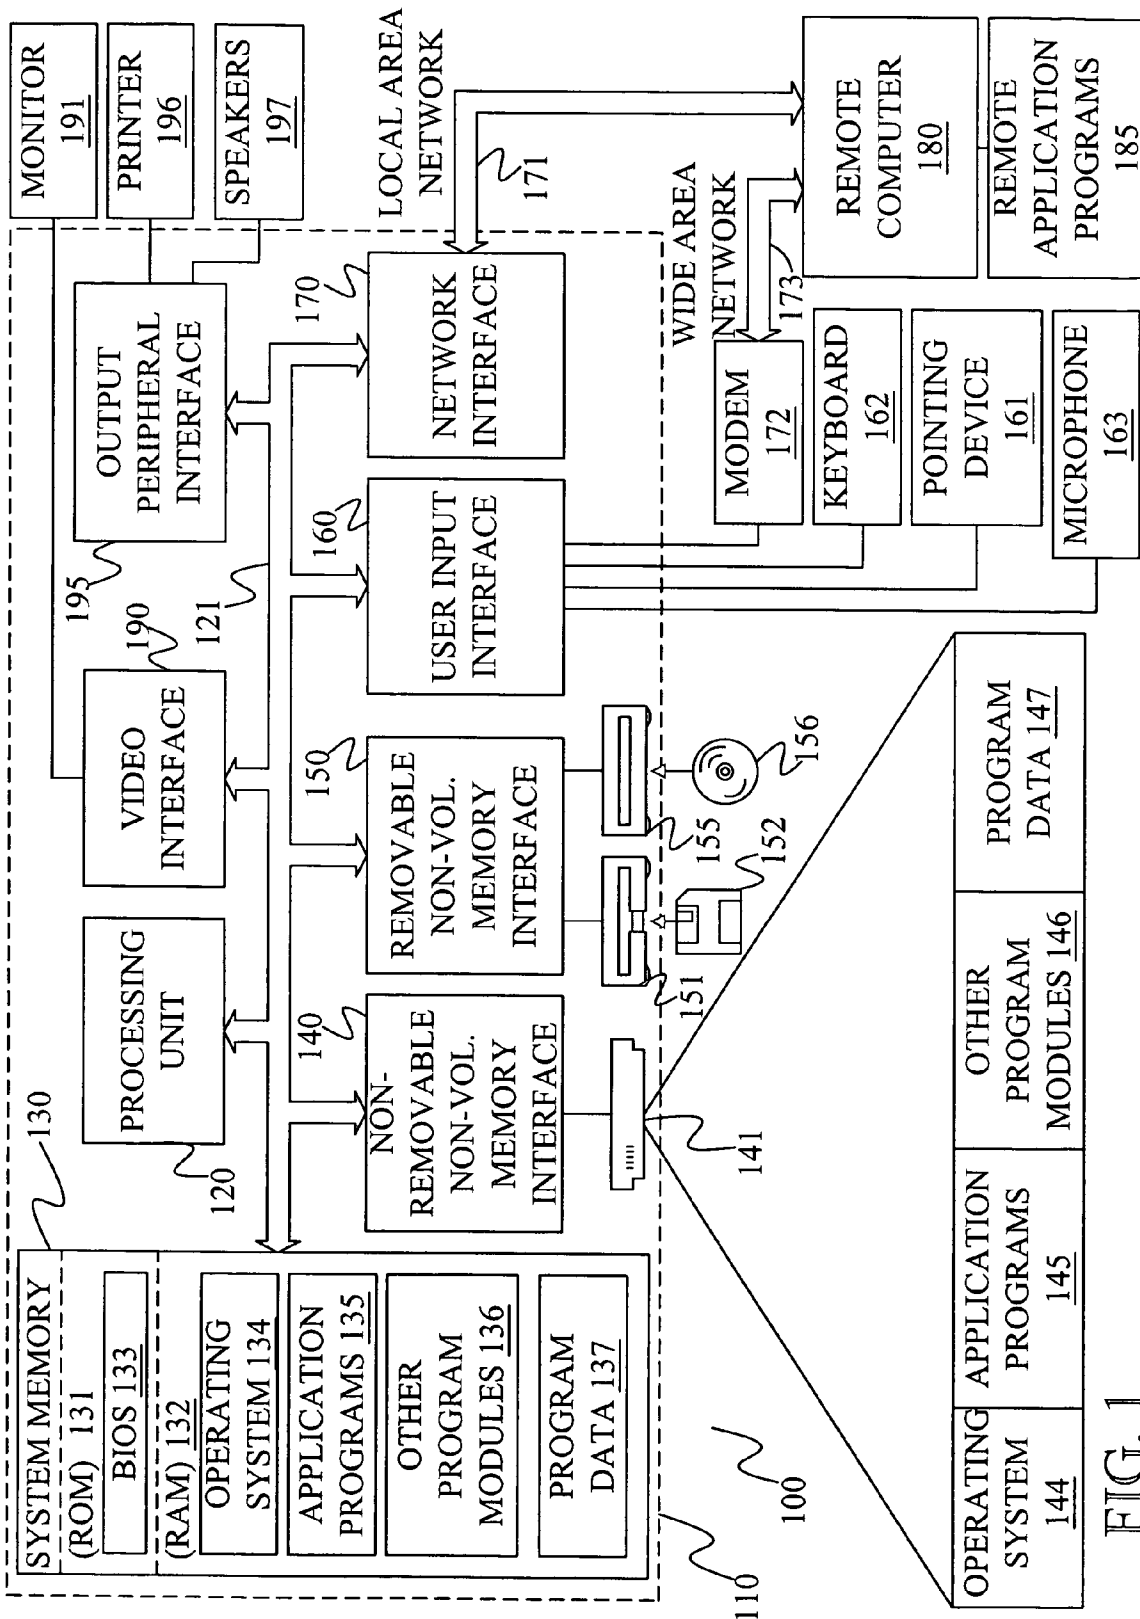 SYSTEM MEMORY
(ROM) 131
BIOS 133
(RAM) 132
OPERATING
SYSTEM 134
APPLICATION
PROGRAMS 135
OTHER
PROGRAM
MODULES 136
PROGRAM
DATA 137
130
PROCESSING
UNIT
120
VIDEO
INTERFACE
190
121
OUTPUT
PERIPHERAL
INTERFACE
195
MONITOR
191
PRINTER
196
SPEAKERS
197
NON-
REMOVABLE
NON-VOL.
MEMORY
INTERFACE
140
REMOVABLE
NON-VOL.
MEMORY
INTERFACE
150
USER INPUT
INTERFACE
160
NETWORK
INTERFACE
170
LOCAL AREA
NETWORK
171
141
151
152
155
156
WIDE AREA
NETWORK
173
MODEM
172
KEYBOARD
162
POINTING
DEVICE
161
MICROPHONE
163
REMOTE
COMPUTER
180
REMOTE
APPLICATION
PROGRAMS
185
100
110
OPERATING
SYSTEM
144
APPLICATION
PROGRAMS
145
OTHER
PROGRAM
MODULES 146
PROGRAM
DATA 147
FIG. 1